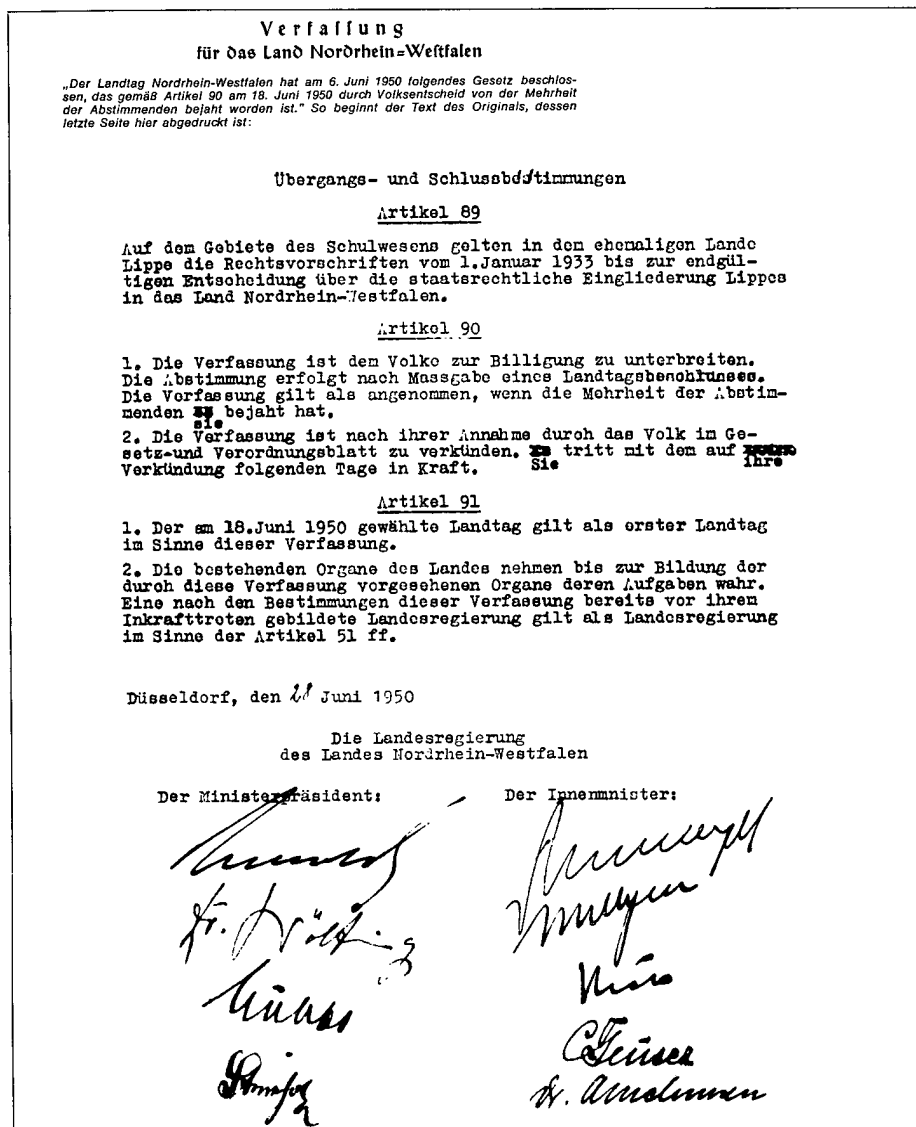 Verfassung
für das Land Nordrhein=Westfalen
„Der Landtag Nordrhein-Westfalen hat am 6. Juni 1950 folgendes Gesetz beschlos-
sen, das gemäß Artikel 90 am 18. Juni 1950 durch Volksentscheid von der Mehrheit
der Abstimmenden bejaht worden ist." So beginnt der Text des Originals, dessen
letzte Seite hier abgedruckt ist:
Übergangs- und Schlussbestimmungen
Artikel 89
Auf dem Gebiete des Schulwesens gelten in dem ehemaligen Lande
Lippe die Rechtsvorschriften vom 1.Januar 1933 bis zur endgül-
tigen Entscheidung über die staatsrechtliche Eingliederung Lippes
in das Land Nordrhein-Westfalen.
Artikel 90
1. Die Verfassung ist dem Volke zur Billigung zu unterbreiten.
Die Abstimmung erfolgt nach Massgabe eines Landtagsbeschlusses.
Die Verfassung gilt als angenommen, wenn die Mehrheit der Abstim-
menden sie bejaht hat.
2. Die Verfassung ist nach ihrer Annahme durch das Volk im Ge-
setz-und Verordnungsblatt zu verkünden. Sie tritt mit dem auf ihre
Verkündung folgenden Tage in Kraft.
Artikel 91
1. Der am 18.Juni 1950 gewählte Landtag gilt als erster Landtag
im Sinne dieser Verfassung.
2. Die bestehenden Organe des Landes nehmen bis zur Bildung der
durch diese Verfassung vorgesehenen Organe deren Aufgaben wahr.
Eine nach den Bestimmungen dieser Verfassung bereits vor ihrem
Inkrafttreten gebildete Landesregierung gilt als Landesregierung
im Sinne der Artikel 51 ff.
Düsseldorf, den 28 Juni 1950
Die Landesregierung
des Landes Nordrhein-Westfalen
Der Ministerpräsident: Der Innenmnister:
Dr.
Dr. Amelunxen